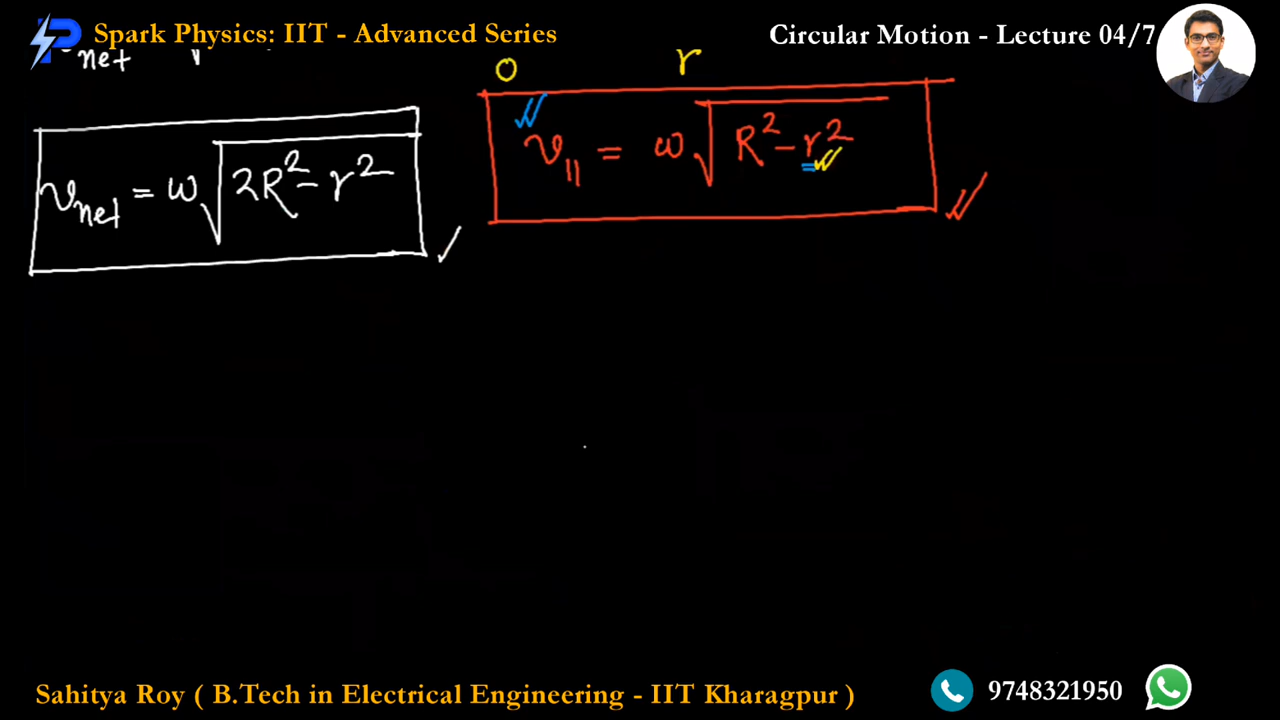 Spark Physics: IIT - Advanced Series
Circular Motion - Lecture 04/7
net
0 r
v_net = ω√(2R² - r²)
v_|| = ω√(R² - r²)
Sahitya Roy ( B.Tech in Electrical Engineering - IIT Kharagpur )
9748321950